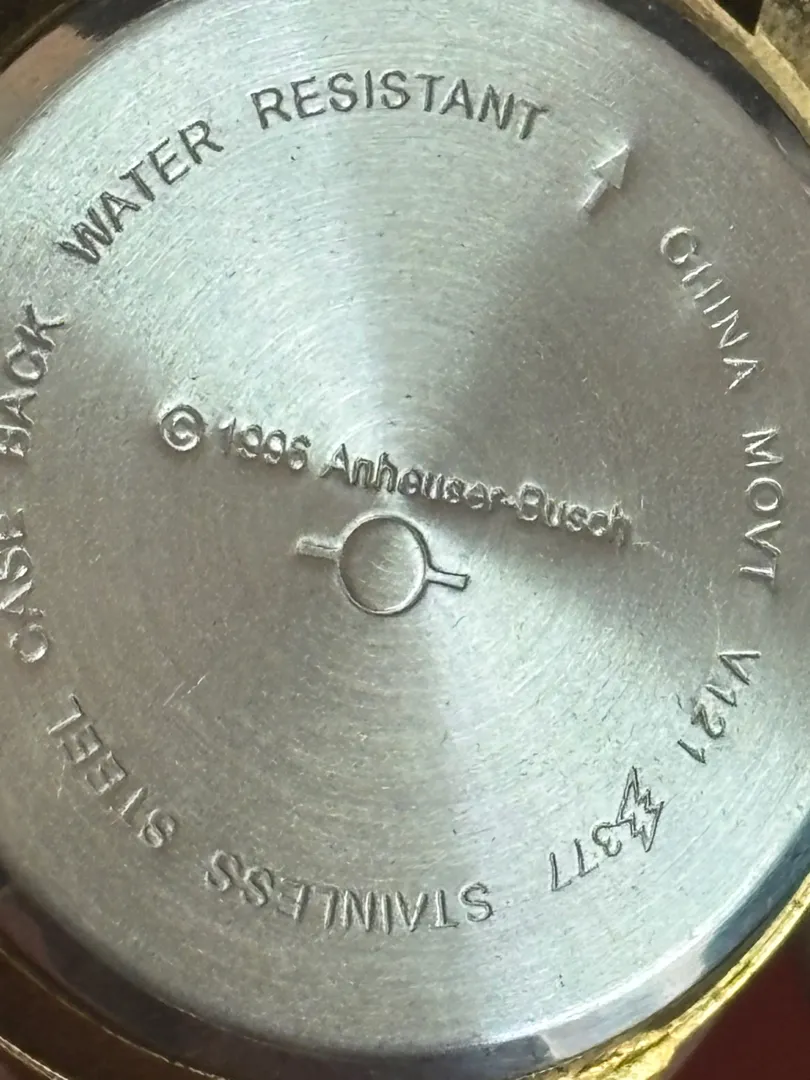 WATER RESISTANT
CHINA MOVT
V121
377
STAINLESS STEEL CASE BACK
© 1996 Anheuser-Busch